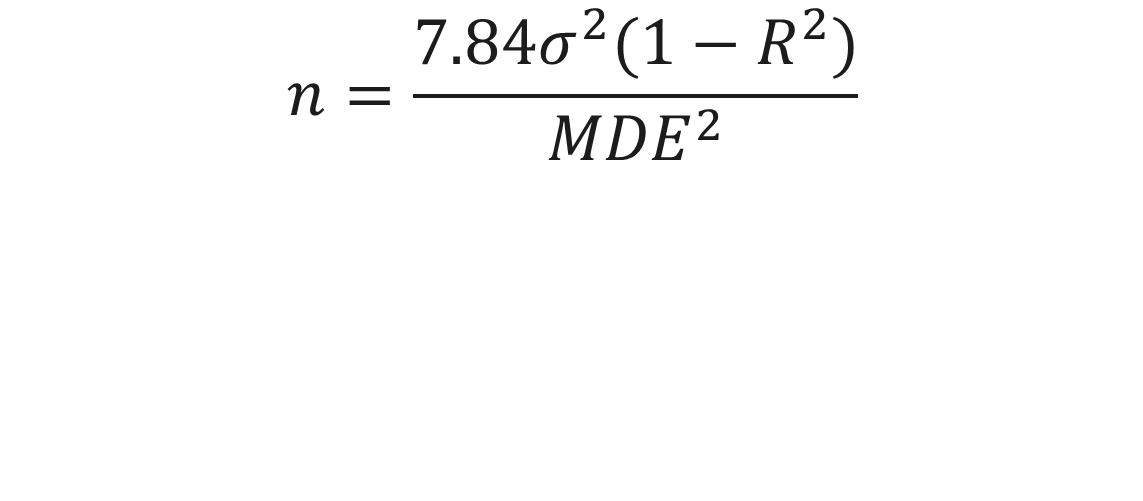 n = 7.84σ²(1 − R²) / MDE²